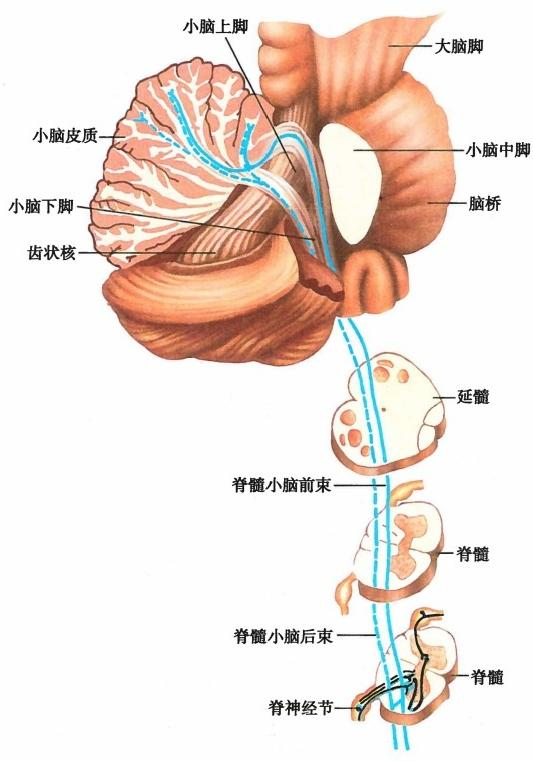 小脑上脚
大脑脚
小脑皮质
小脑中脚
小脑下脚
脑桥
齿状核
延髓
脊髓小脑前束
脊髓
脊髓小脑后束
脊髓
脊神经节